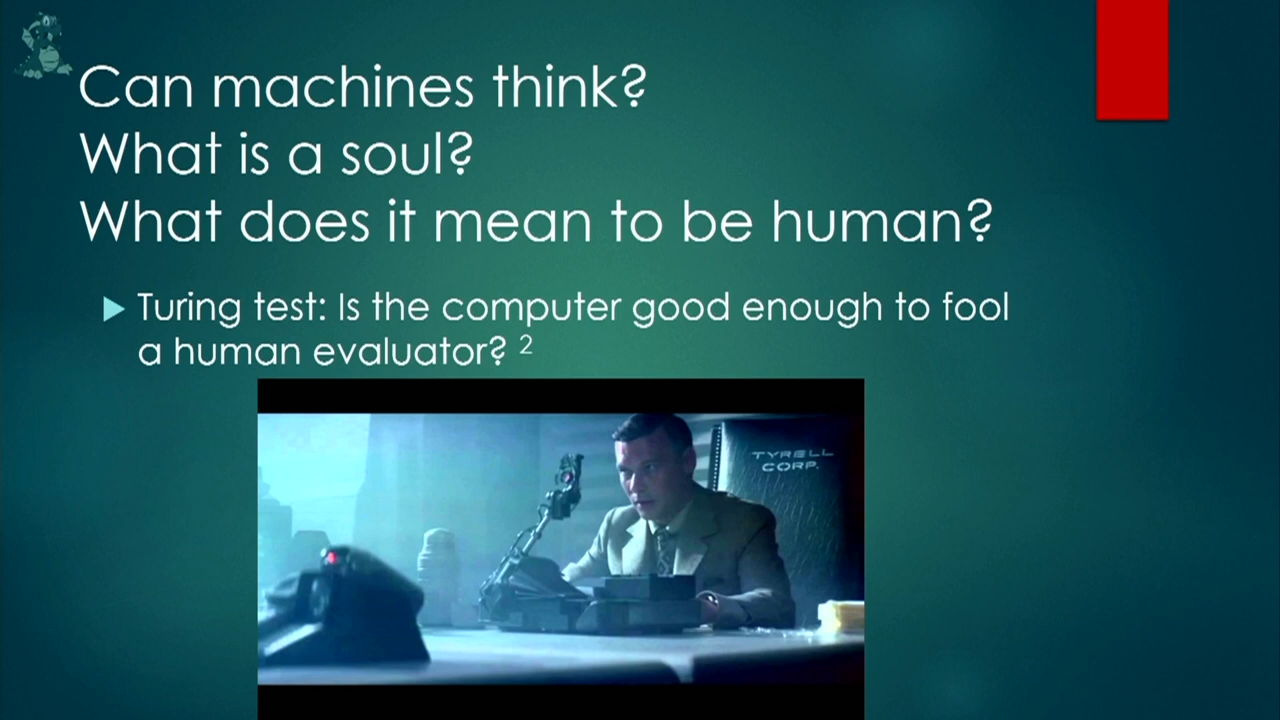 Can machines think?
What is a soul?
What does it mean to be human?
Turing test: Is the computer good enough to fool
a human evaluator? 2
TYRELL
CORP.